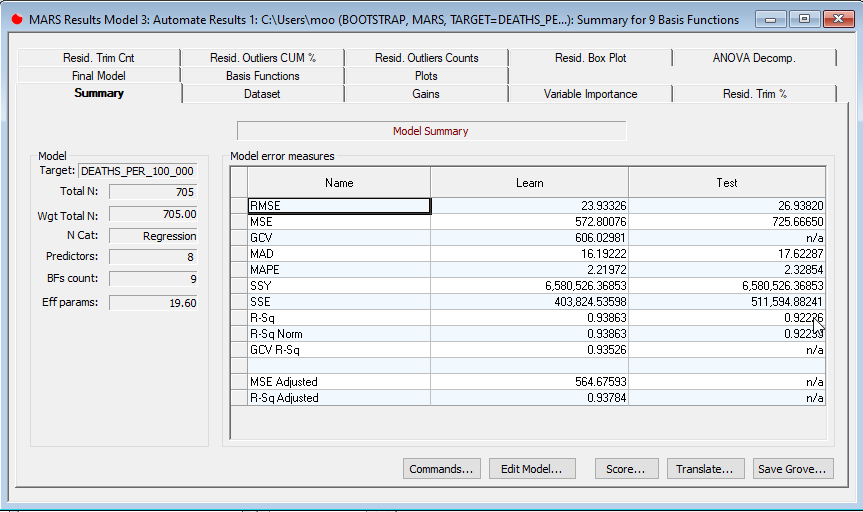 MARS Results Model 3: Automate Results 1: C:\Users\moo (BOOTSTRAP, MARS, TARGET=DEATHS_PE...): Summary for 9 Basis Functions
Resid. Trim Cnt Resid. Outliers CUM % Resid. Outliers Counts Resid. Box Plot ANOVA Decomp.
Final Model Basis Functions Plots
Summary Dataset Gains Variable Importance Resid. Trim %
Model Summary
Model
Target: DEATHS_PER_100_000
Total N: 705
Wgt Total N: 705.00
N Cat: Regression
Predictors: 8
BFs count: 9
Eff params: 19.60
Model error measures
Name Learn Test
RMSE 23.93326 26.93820
MSE 572.80076 725.66650
GCV 606.02981 n/a
MAD 16.19222 17.62287
MAPE 2.21972 2.32854
SSY 6,580,526.36853 6,580,526.36853
SSE 403,824.53598 511,594.88241
R-Sq 0.93863 0.92226
R-Sq Norm 0.93863
GCV R-Sq 0.93526 n/a
MSE Adjusted 564.67593 n/a
R-Sq Adjusted 0.93784 n/a
Commands... Edit Model... Score... Translate... Save Grove...